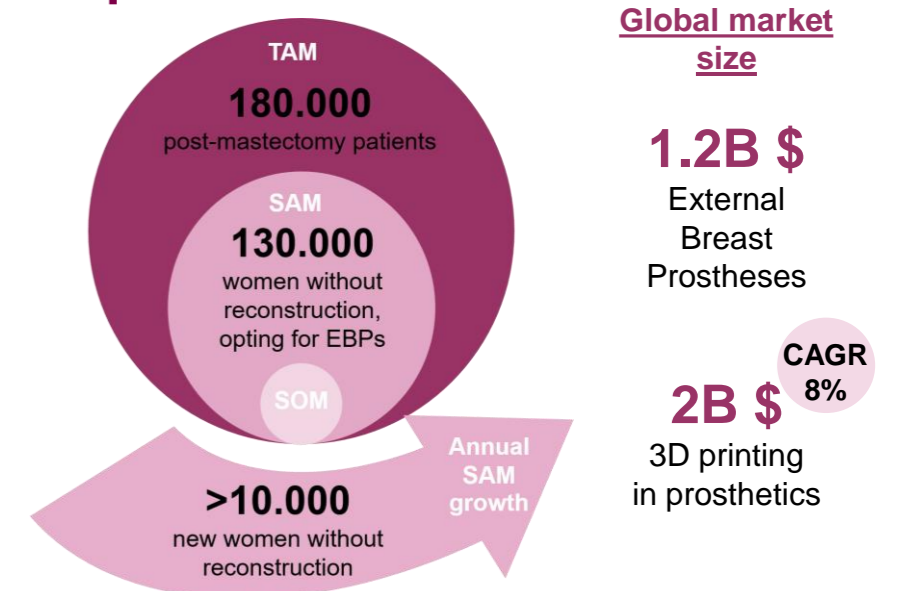 TAM
180.000
post-mastectomy patients
SAM
130.000
women without
reconstruction,
opting for EBPs
SOM
Annual
SAM
growth
>10.000
new women without
reconstruction
Global market
size
1.2B $
External
Breast
Prostheses
CAGR
8%
2B $
3D printing
in prosthetics